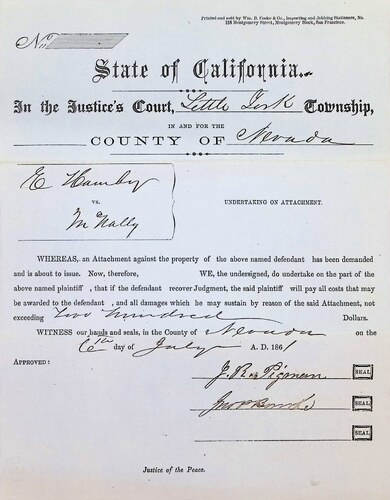 Printed and sold by Wm. B. Cooke & Co., Importing and Jobbing Stationers, No.
No.
State of California.
In the Justice's Court, Little York Township,
IN AND FOR THE
COUNTY OF Nevada
E Hamby
vs.
McNally
UNDERTAKING ON ATTACHMENT.
WHEREAS, an Attachment against the property of the above named defendant has been demanded
and is about to issue. Now, therefore, WE, the undersigned, do undertake on the part of the
above named plaintiff , that if the defendant recover Judgment, the said plaintiff will pay all costs that may
be awarded to the defendant , and all damages which he may sustain by reason of the said Attachment, not
exceeding Two Hundred Dollars.
WITNESS our hands and seals, in the County of Nevada on the
6th day of July A. D. 1861
APPROVED:
J. R. Pigman SEAL
SEAL
SEAL
Justice of the Peace.